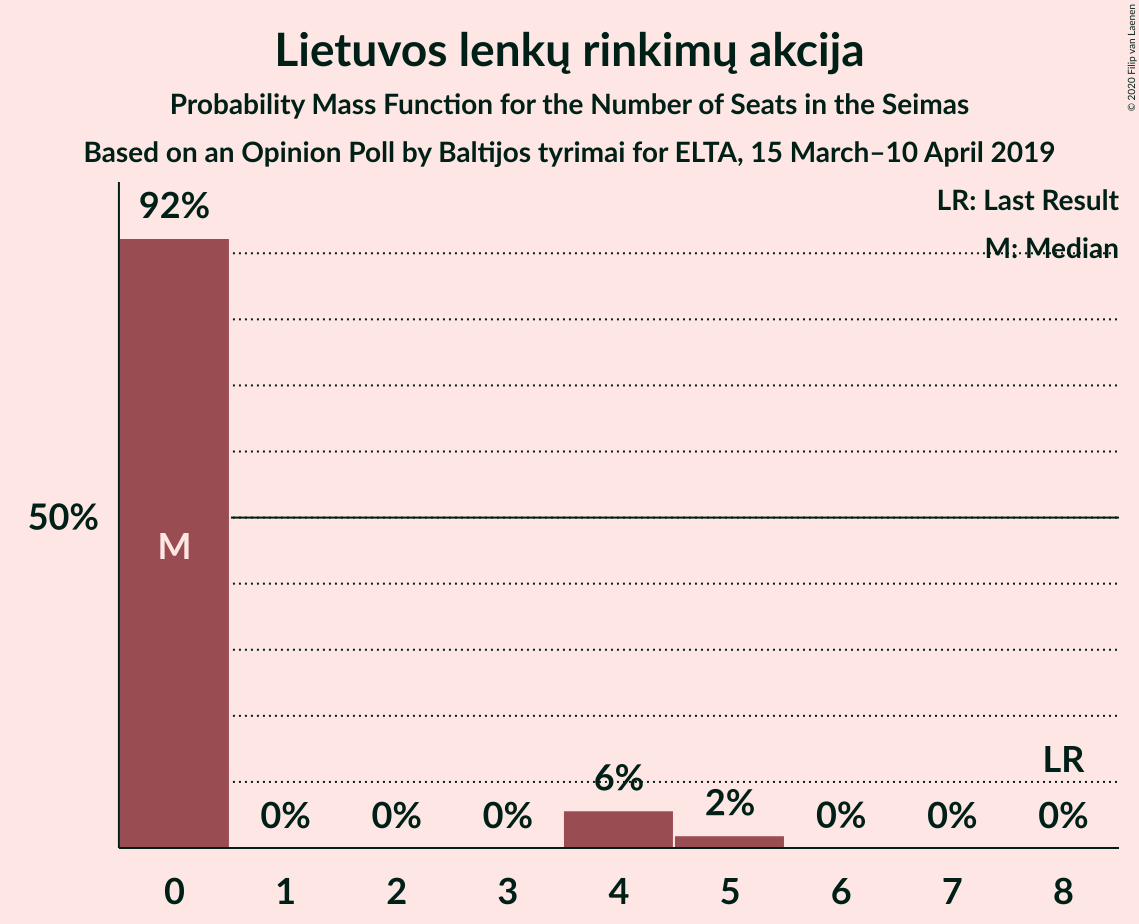 Lietuvos lenkų rinkimų akcija
Probability Mass Function for the Number of Seats in the Seimas
Based on an Opinion Poll by Baltijos tyrimai for ELTA, 15 March–10 April 2019
© 2020 Filip van Laenen
LR: Last Result
M: Median
92%
50%
M
0% 0% 0% 6% 2% 0% 0% 0%
LR
0 1 2 3 4 5 6 7 8